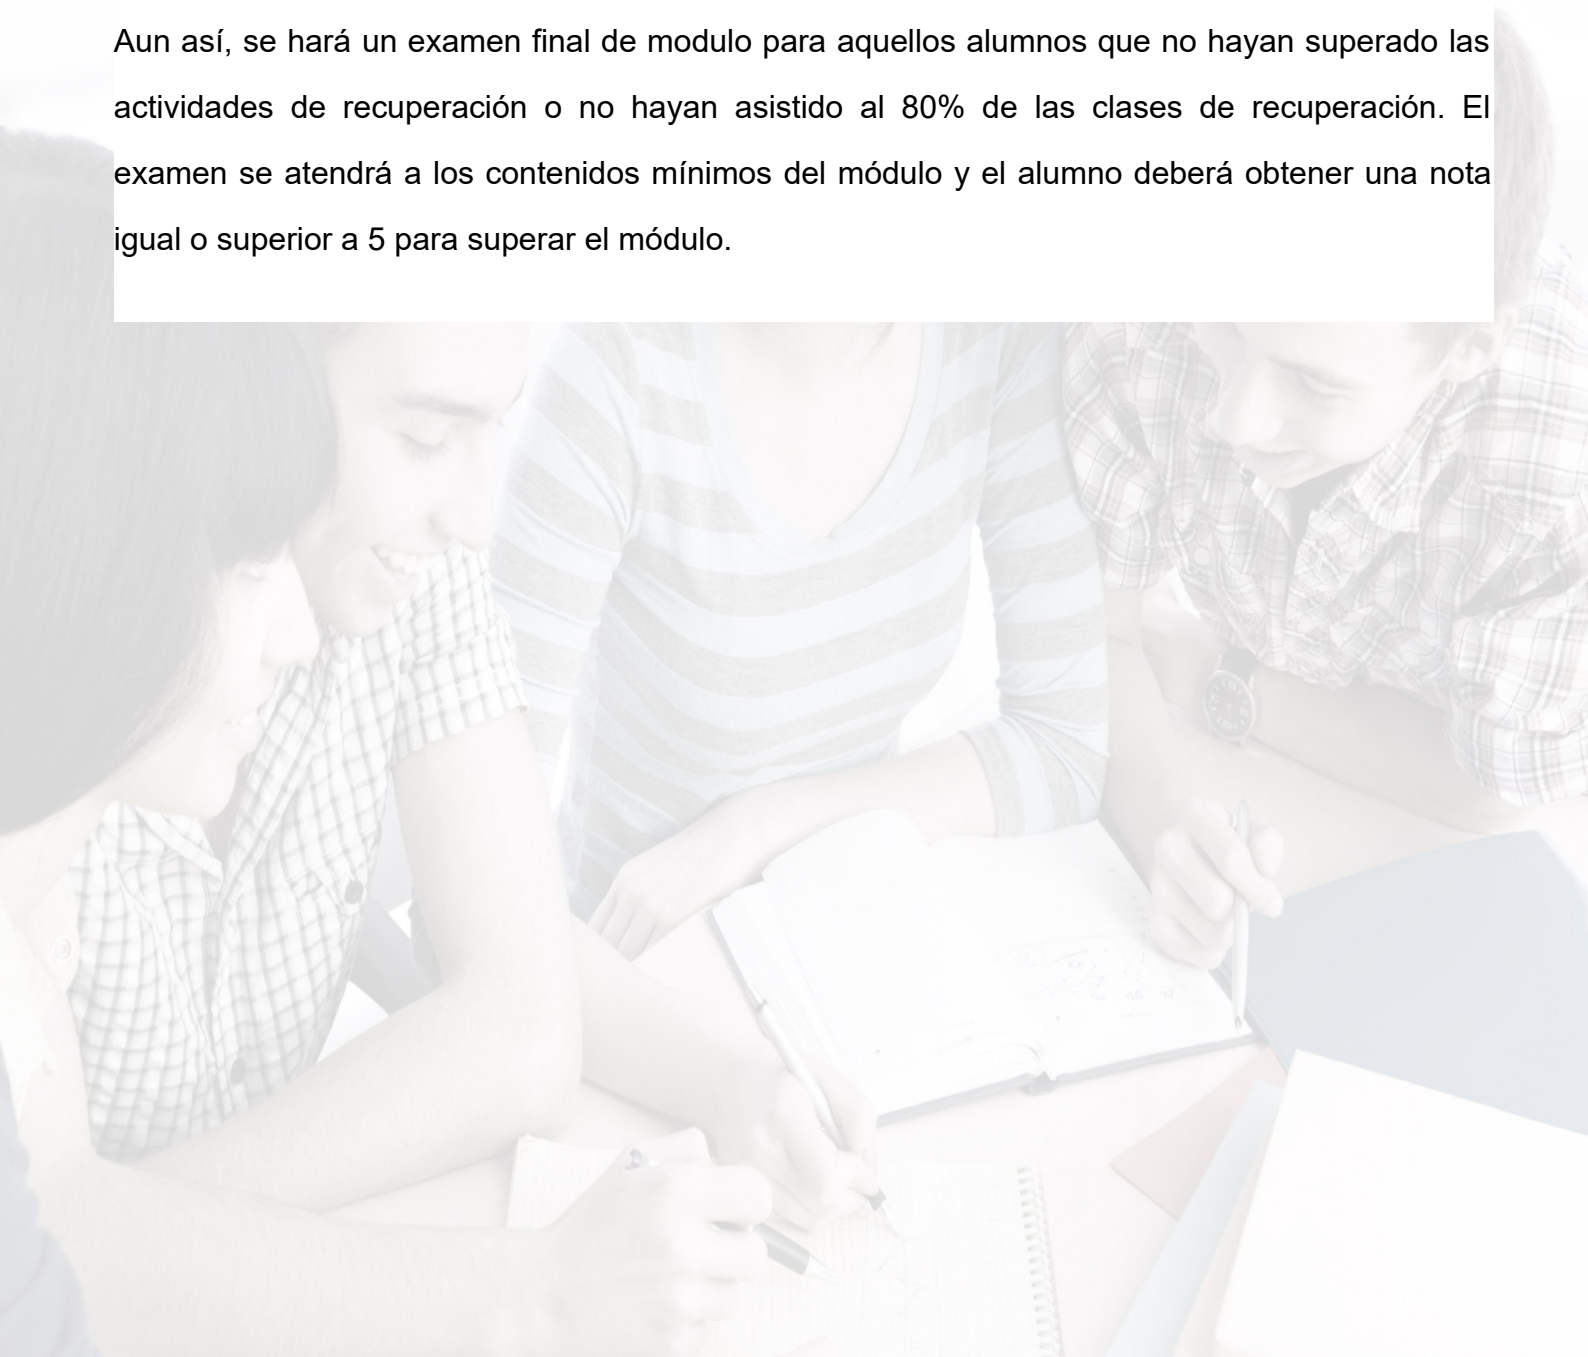 Aun así, se hará un examen final de modulo para aquellos alumnos que no hayan superado las
actividades de recuperación o no hayan asistido al 80% de las clases de recuperación. El
examen se atendrá a los contenidos mínimos del módulo y el alumno deberá obtener una nota
igual o superior a 5 para superar el módulo.